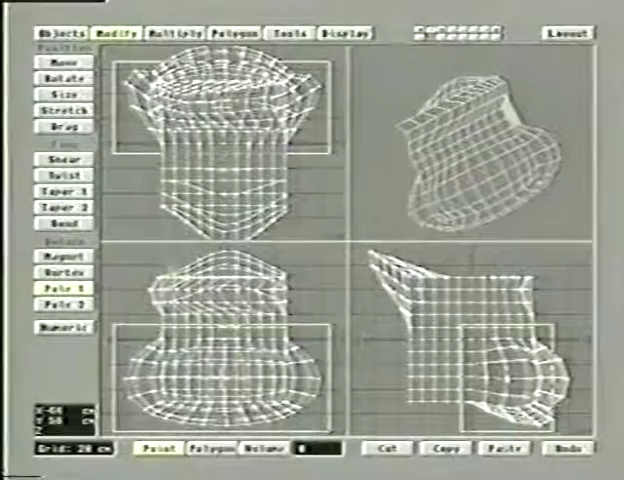 Objects Modify Multiply Polygon Tools Display Layout
Position
Move
Rotate
Size
Stretch
Drag
Shear
Twist
Taper 1
Taper 2
Bend
Magnet
Vortex
Pole 1
Pole 2
Numeric
Grid: 20 cm Point Polygon Volume 0 Cut Copy Paste Undo